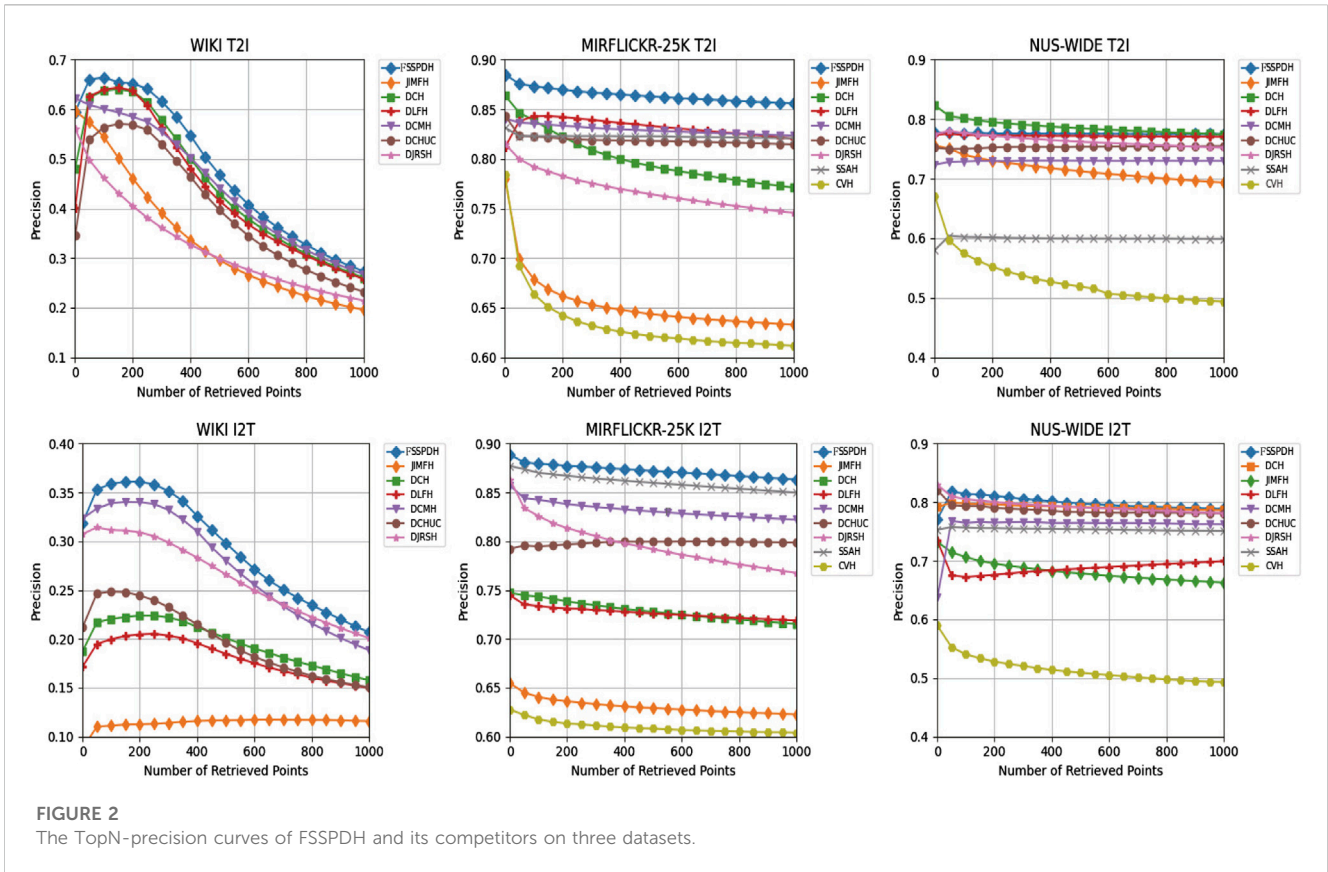 WIKI T2I
0.7
0.6
0.5
0.4
0.3
0.2
0.1
Precision
0 200 400 600 800 1000
Number of Retrieved Points
FSSPDH
JIMFH
DCH
DLFH
DCMH
DCHUC
DJRSH
MIRFLICKR-25K T2I
0.90
0.85
0.80
0.75
0.70
0.65
0.60
Precision
0 200 400 600 800 1000
Number of Retrieved Points
FSSPDH
JIMFH
DCH
DLFH
DCMH
DCHUC
DJRSH
SSAH
CVH
NUS-WIDE T2I
0.9
0.8
0.7
0.6
0.5
0.4
Precision
0 200 400 600 800 1000
Number of Retrieved Points
FSSPDH
JIMFH
DCH
DLFH
DCMH
DCHUC
DJRSH
SSAH
CVH
WIKI I2T
0.40
0.35
0.30
0.25
0.20
0.15
0.10
Precision
0 200 400 600 800 1000
Number of Retrieved Points
FSSPDH
JIMFH
DCH
DLFH
DCMH
DCHUC
DJRSH
MIRFLICKR-25K I2T
0.90
0.85
0.80
0.75
0.70
0.65
0.60
Precision
0 200 400 600 800 1000
Number of Retrieved Points
FSSPDH
JIMFH
DCH
DLFH
DCMH
DCHUC
DJRSH
SSAH
CVH
NUS-WIDE I2T
0.9
0.8
0.7
0.6
0.5
0.4
Precision
0 200 400 600 800 1000
Number of Retrieved Points
FSSPDH
DCH
JIMFH
DLFH
DCMH
DCHUC
DJRSH
SSAH
CVH
FIGURE 2
The TopN-precision curves of FSSPDH and its competitors on three datasets.